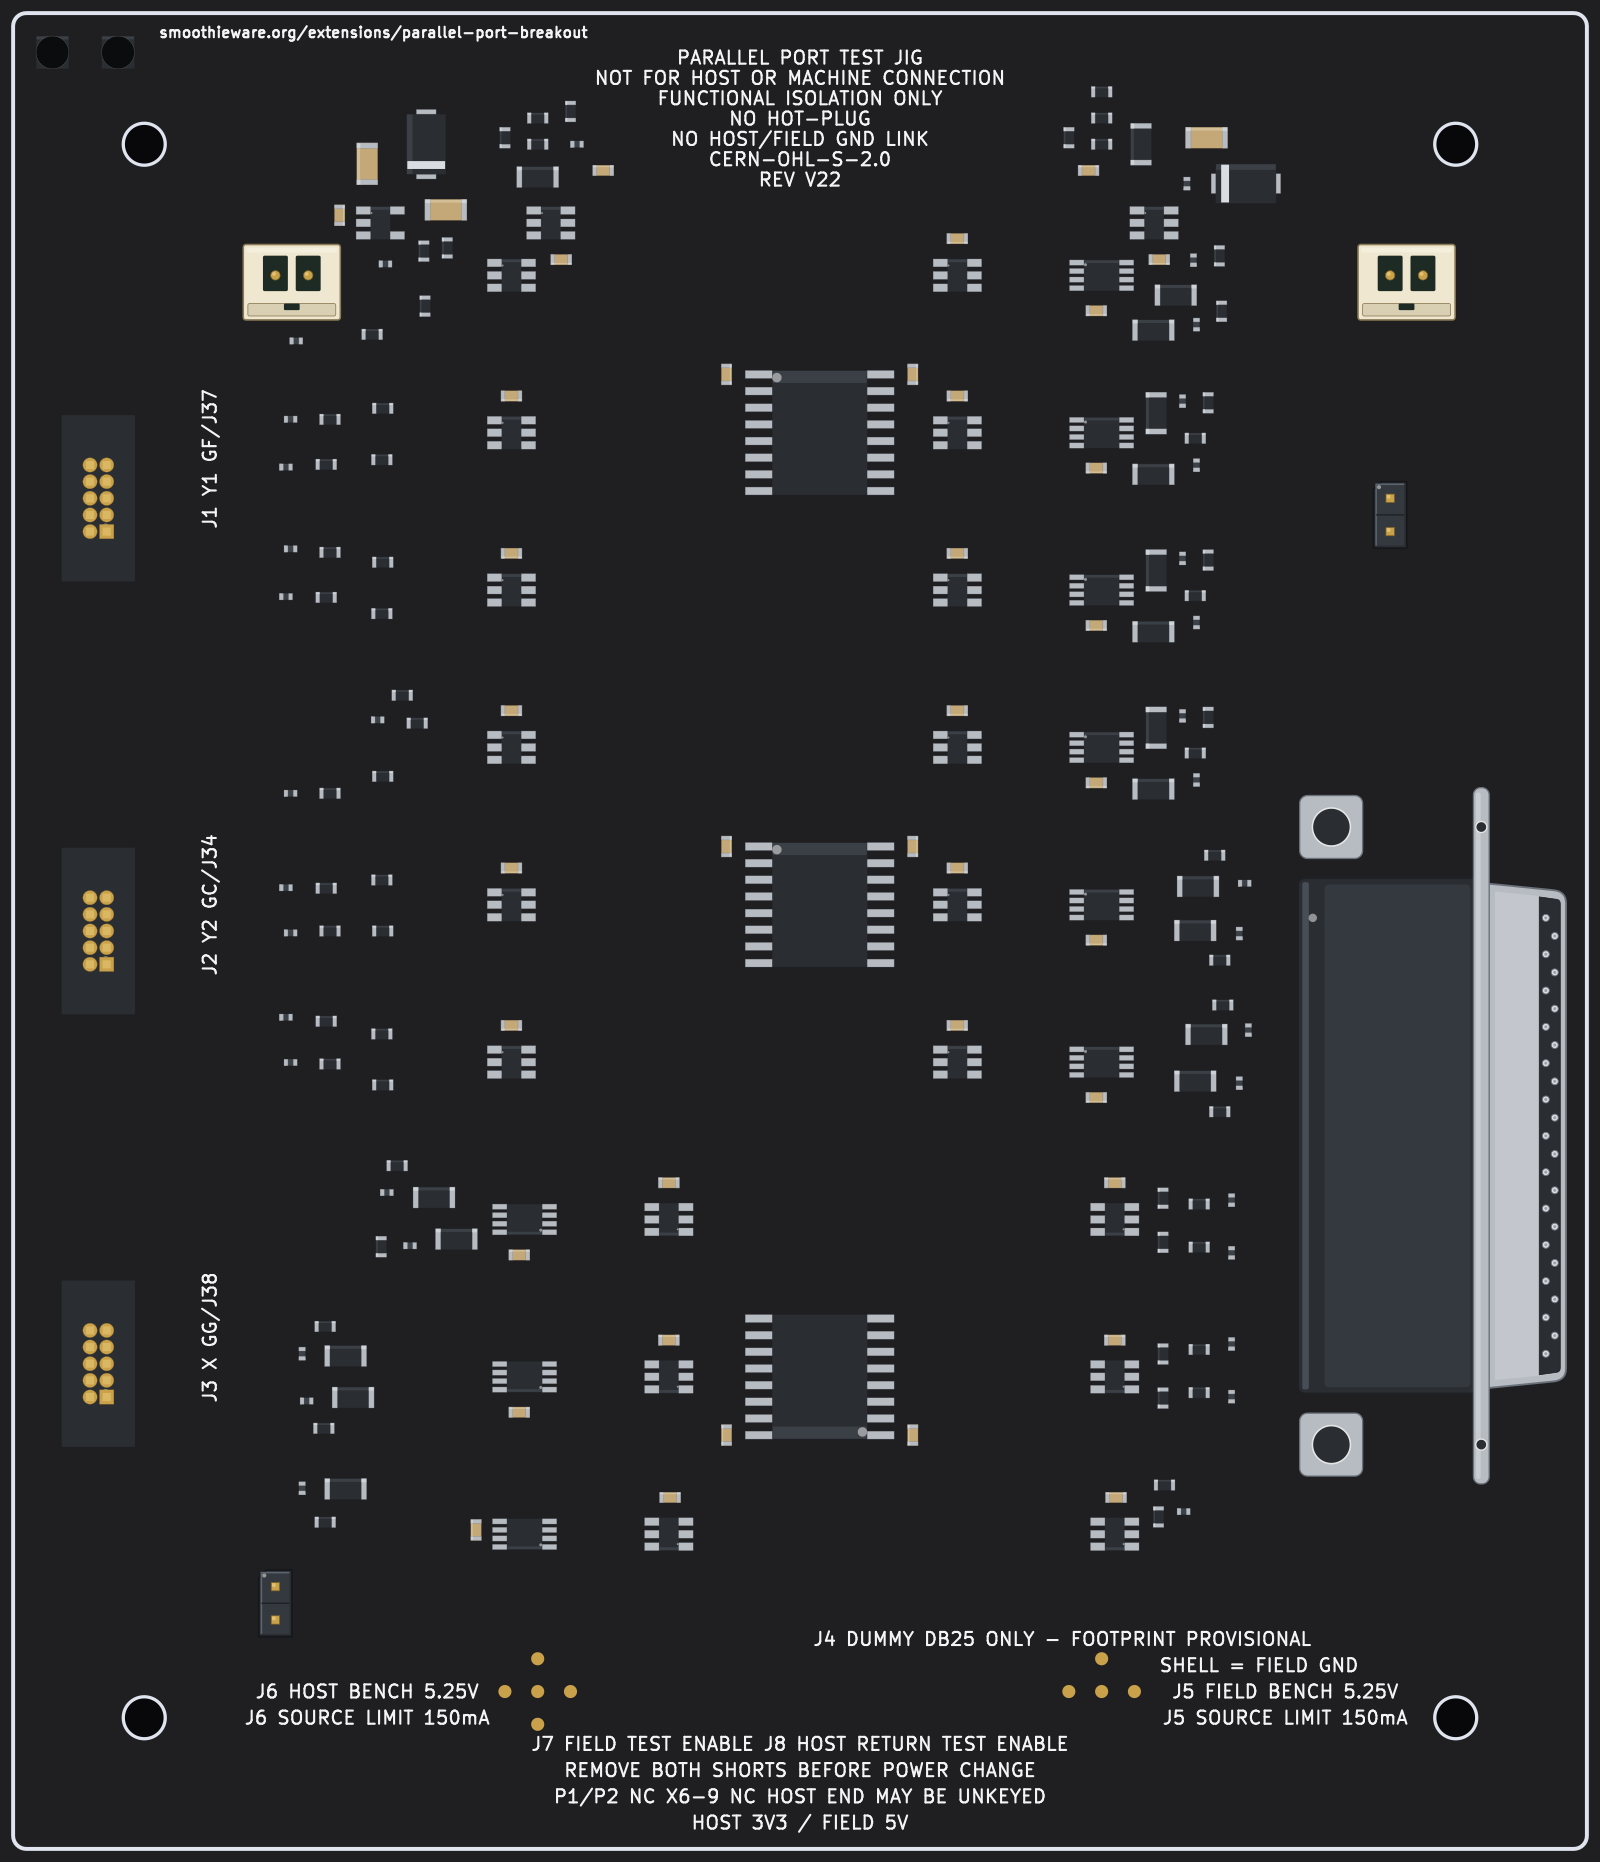 smoothieware.org/extensions/parallel-port-breakout
PARALLEL PORT TEST JIG
NOT FOR HOST OR MACHINE CONNECTION
FUNCTIONAL ISOLATION ONLY
NO HOT-PLUG
NO HOST/FIELD GND LINK
CERN-OHL-S-2.0
REV V22
J1 Y1 GF/J37
J2 Y2 GC/J34
J3 X GG/J38
J4 DUMMY DB25 ONLY - FOOTPRINT PROVISIONAL
SHELL = FIELD GND
J6 HOST BENCH 5.25V
J5 FIELD BENCH 5.25V
J6 SOURCE LIMIT 150mA
J5 SOURCE LIMIT 150mA
J7 FIELD TEST ENABLE J8 HOST RETURN TEST ENABLE
REMOVE BOTH SHORTS BEFORE POWER CHANGE
P1/P2 NC X6-9 NC HOST END MAY BE UNKEYED
HOST 3V3 / FIELD 5V